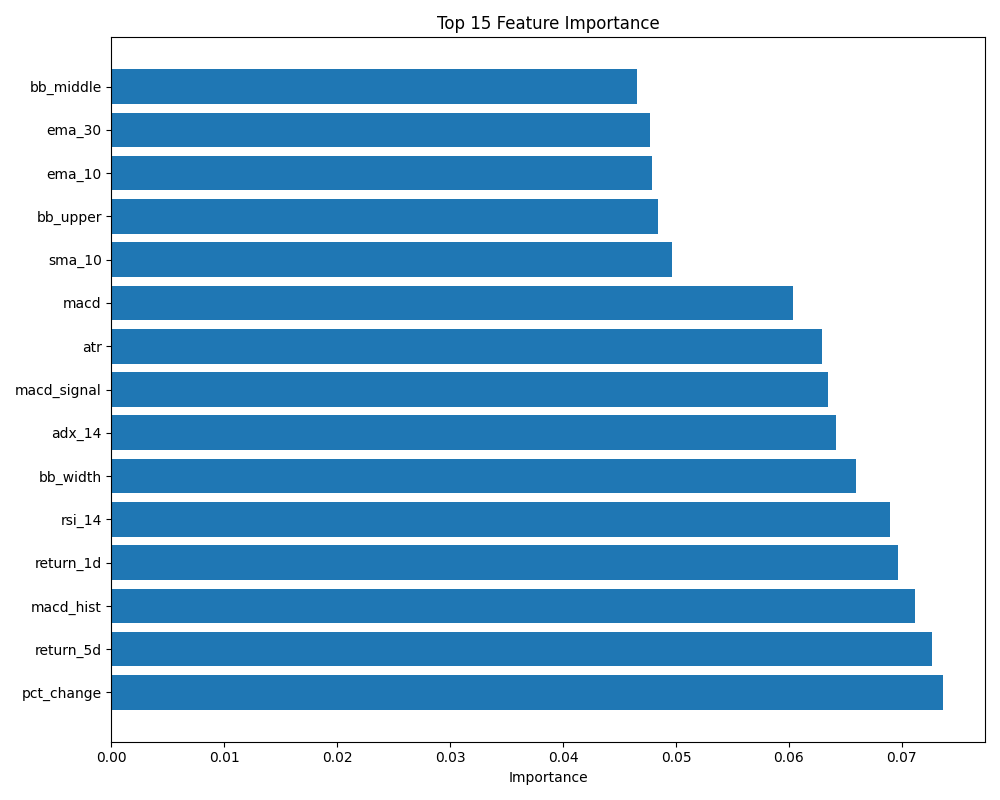 Top 15 Feature Importance
bb_middle
ema_30
ema_10
bb_upper
sma_10
macd
atr
macd_signal
adx_14
bb_width
rsi_14
return_1d
macd_hist
return_5d
pct_change
0.00 0.01 0.02 0.03 0.04 0.05 0.06 0.07
Importance